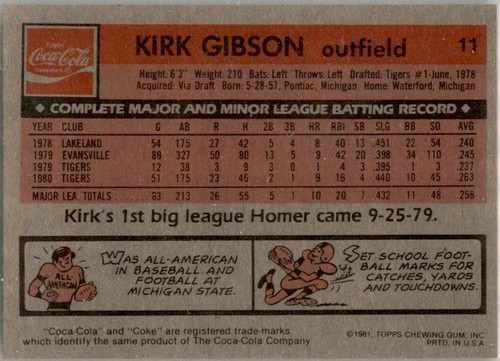 Enjoy
Coca-Cola
KIRK GIBSON outfield 11
Height: 6'3" Weight: 210 Bats: Left Throws: Left Drafted: Tigers #1-June, 1978
Acquired: Via Draft Born: 5-28-57, Pontiac, Michigan Home: Waterford, Michigan
◆ COMPLETE MAJOR AND MINOR LEAGUE BATTING RECORD ◆
YEAR CLUB G AB R H 2B 3B HR RBI SB SLG BB SO AVG
1978 LAKELAND 54 175 27 42 5 4 8 40 13 .451 22 54 .240
1979 EVANSVILLE 89 327 50 80 13 5 9 42 20 .398 34 110 .245
1979 TIGERS 12 38 3 9 3 0 1 4 3 .395 1 3 .237
1980 TIGERS 51 175 23 46 2 1 9 16 4 .440 10 45 .263
MAJOR LEA. TOTALS 63 213 26 55 5 1 10 20 7 .432 11 48 .258
Kirk's 1st big league Homer came 9-25-79.
ALL
AMERICAN
WAS ALL-AMERICAN
IN BASEBALL AND
FOOTBALL AT
MICHIGAN STATE.
SET SCHOOL FOOT-
BALL MARKS FOR
CATCHES, YARDS
AND TOUCHDOWNS.
"Coca-Cola" and "Coke" are registered trade-marks
which identify the same product of The Coca-Cola Company
©1981, TOPPS CHEWING GUM, INC.
PRTD. IN U.S.A.